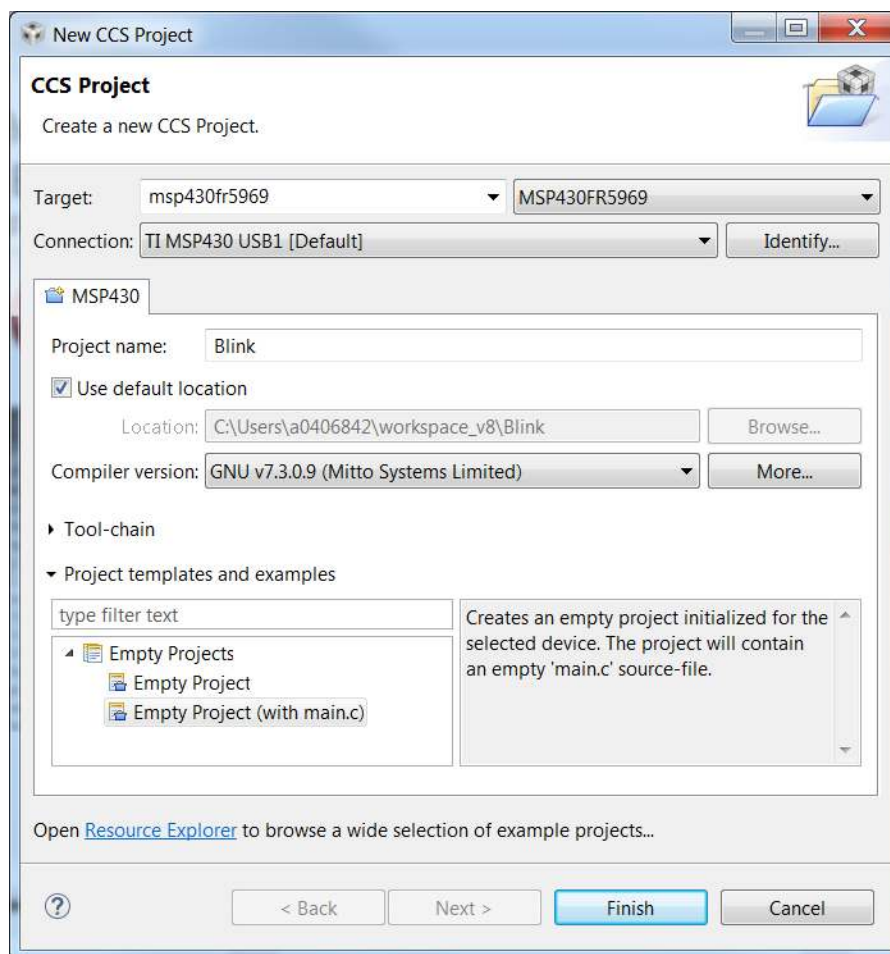 New CCS Project
CCS Project
Create a new CCS Project.
Target: msp430fr5969 MSP430FR5969
Connection: TI MSP430 USB1 [Default] Identify...
MSP430
Project name: Blink
Use default location
Location: C:\Users\a0406842\workspace_v8\Blink Browse...
Compiler version: GNU v7.3.0.9 (Mitto Systems Limited) More...
Tool-chain
Project templates and examples
type filter text
Empty Projects
Empty Project
Empty Project (with main.c)
Creates an empty project initialized for the
selected device. The project will contain
an empty 'main.c' source-file.
Open Resource Explorer to browse a wide selection of example projects...
? < Back Next > Finish Cancel